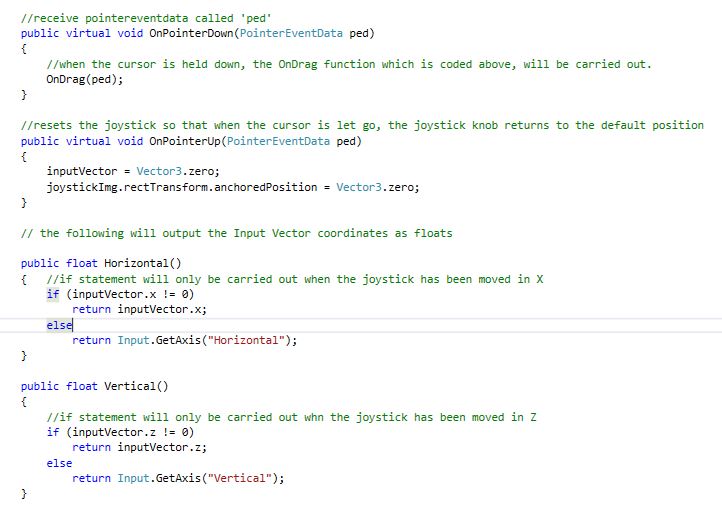 //receive pointereventdata called 'ped'
public virtual void OnPointerDown(PointerEventData ped)
{
//when the cursor is held down, the OnDrag function which is coded above, will be carried out.
OnDrag(ped);
}
//resets the joystick so that when the cursor is let go, the joystick knob returns to the default position
public virtual void OnPointerUp(PointerEventData ped)
{
inputVector = Vector3.zero;
joystickImg.rectTransform.anchoredPosition = Vector3.zero;
}
// the following will output the Input Vector coordinates as floats
public float Horizontal()
{ //if statement will only be carried out when the joystick has been moved in X
if (inputVector.x != 0)
return inputVector.x;
else
return Input.GetAxis("Horizontal");
}
public float Vertical()
{
//if statement will only be carried out whn the joystick has been moved in Z
if (inputVector.z != 0)
return inputVector.z;
else
return Input.GetAxis("Vertical");
}